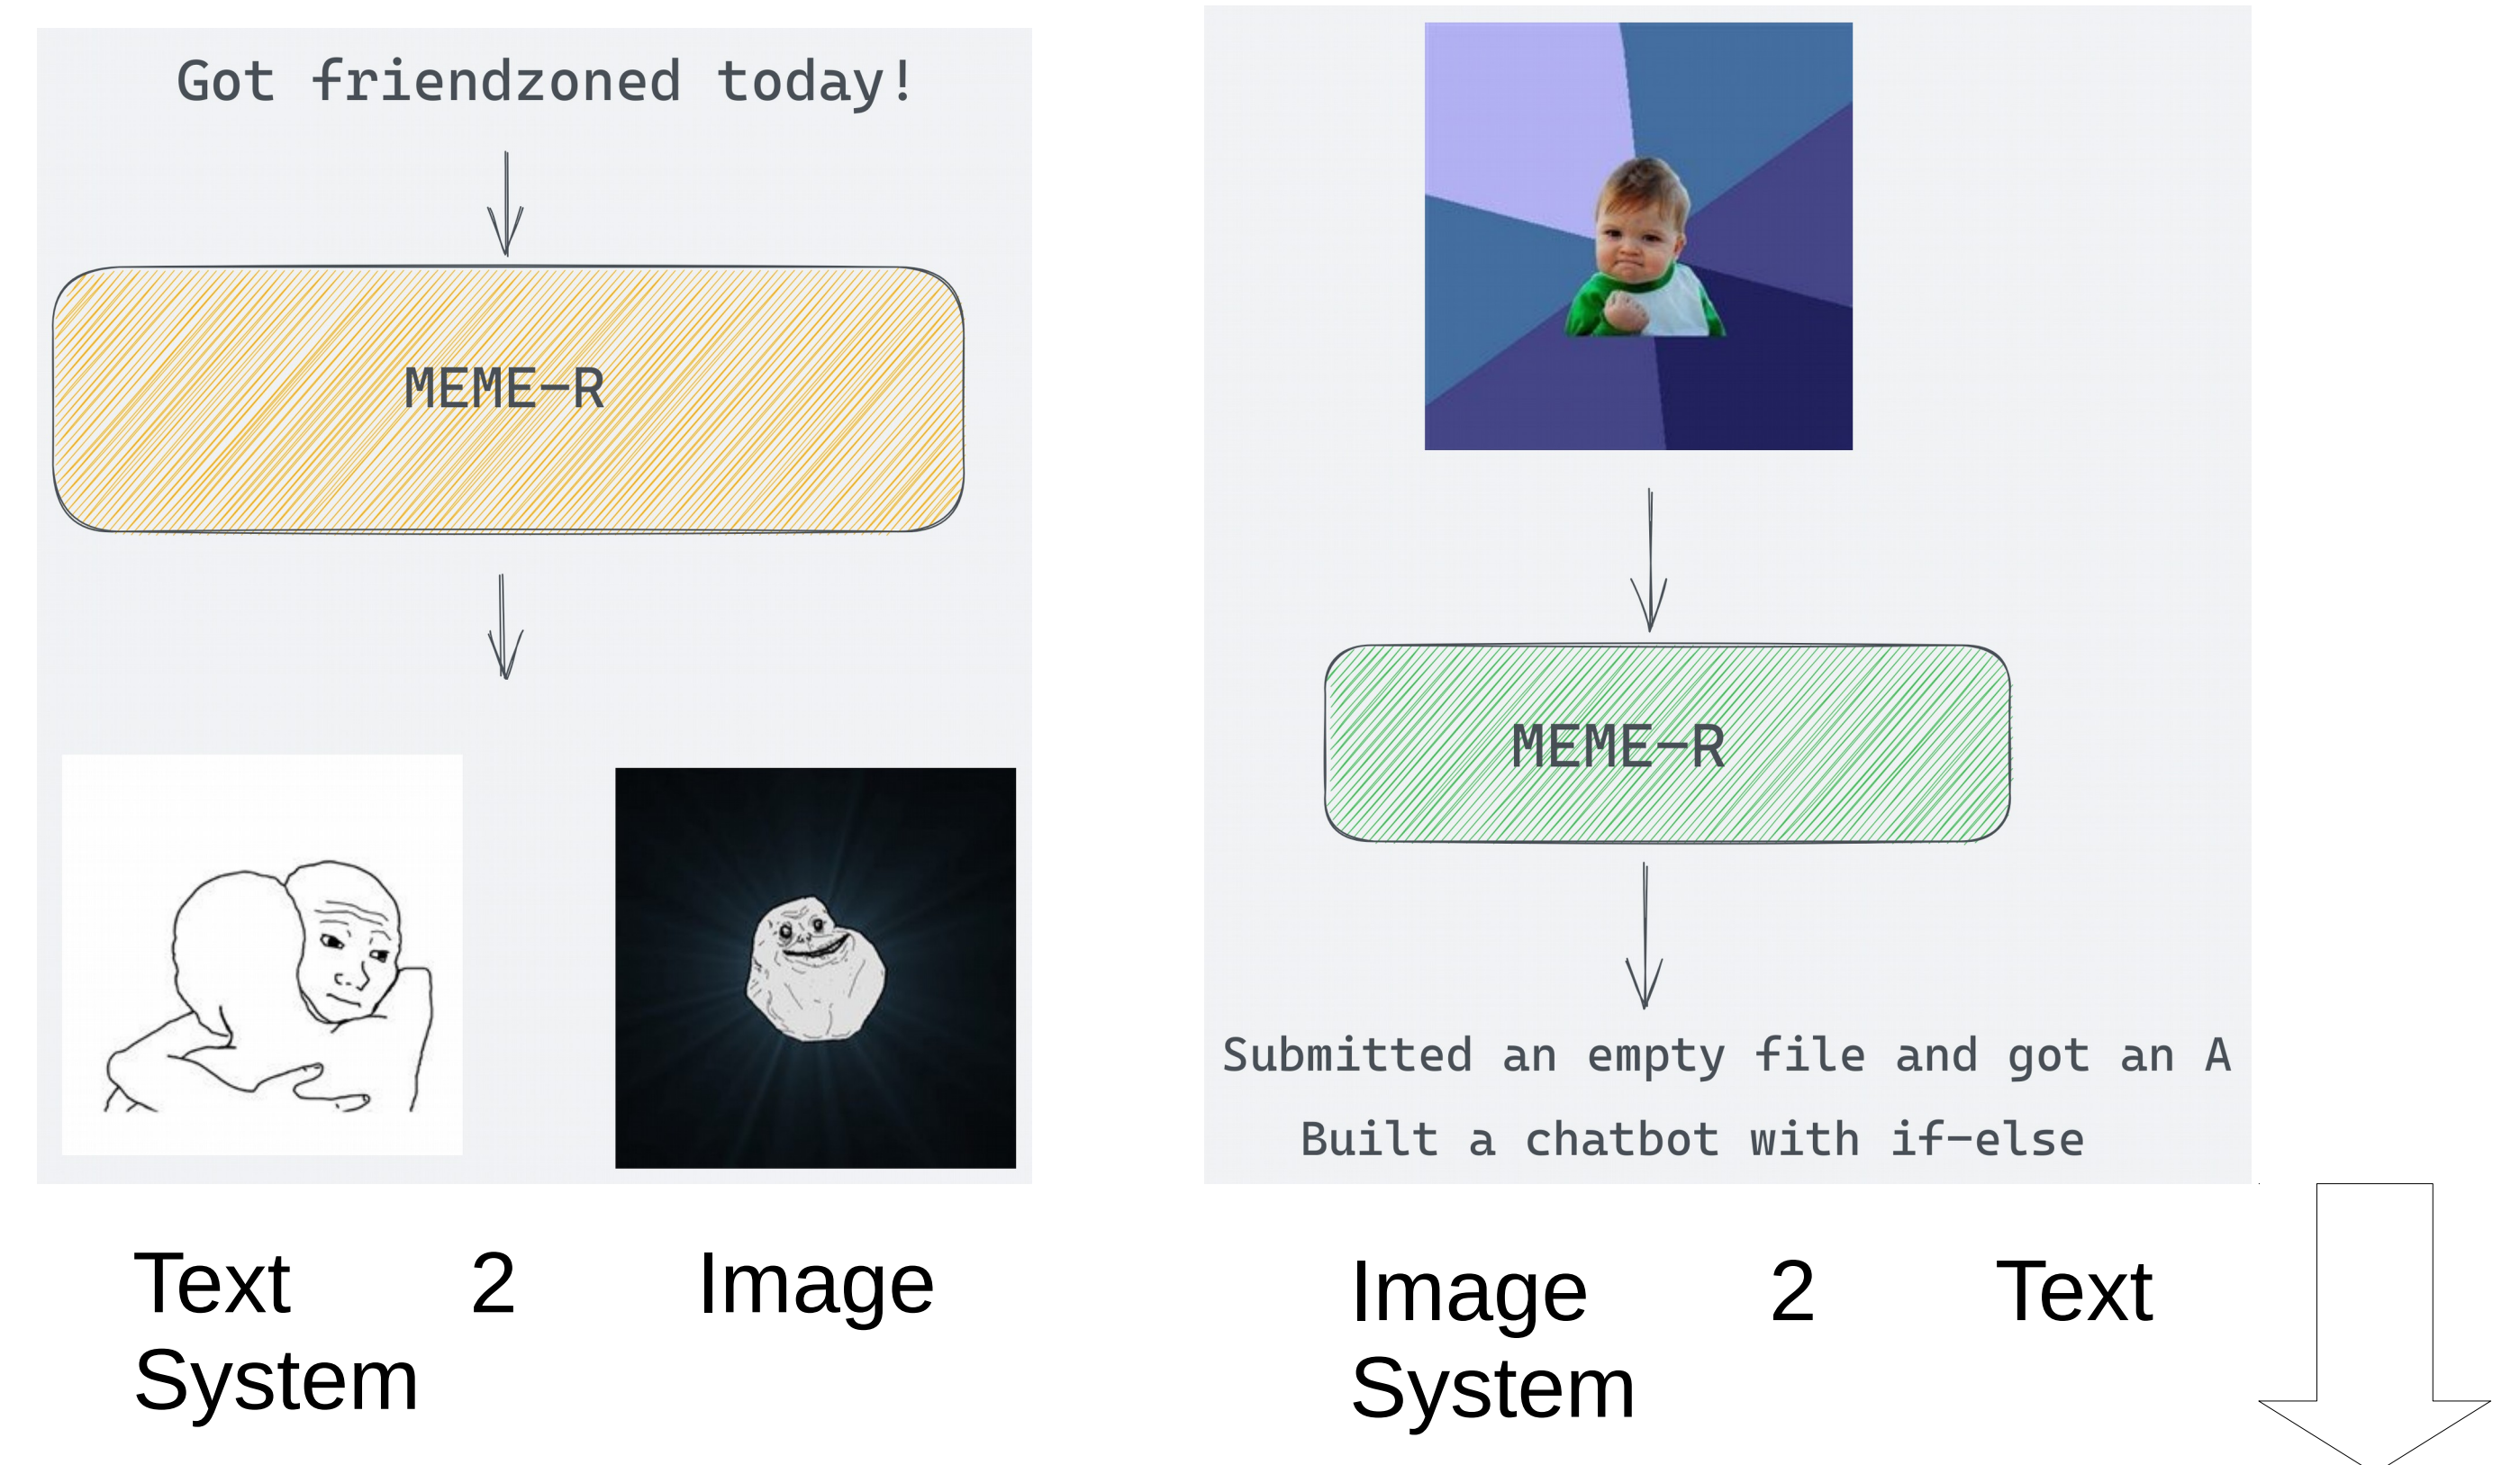 Got friendzoned today!
MEME-R
Text 2 Image
System
MEME-R
Submitted an empty file and got an A
Built a chatbot with if-else
Image 2 Text
System